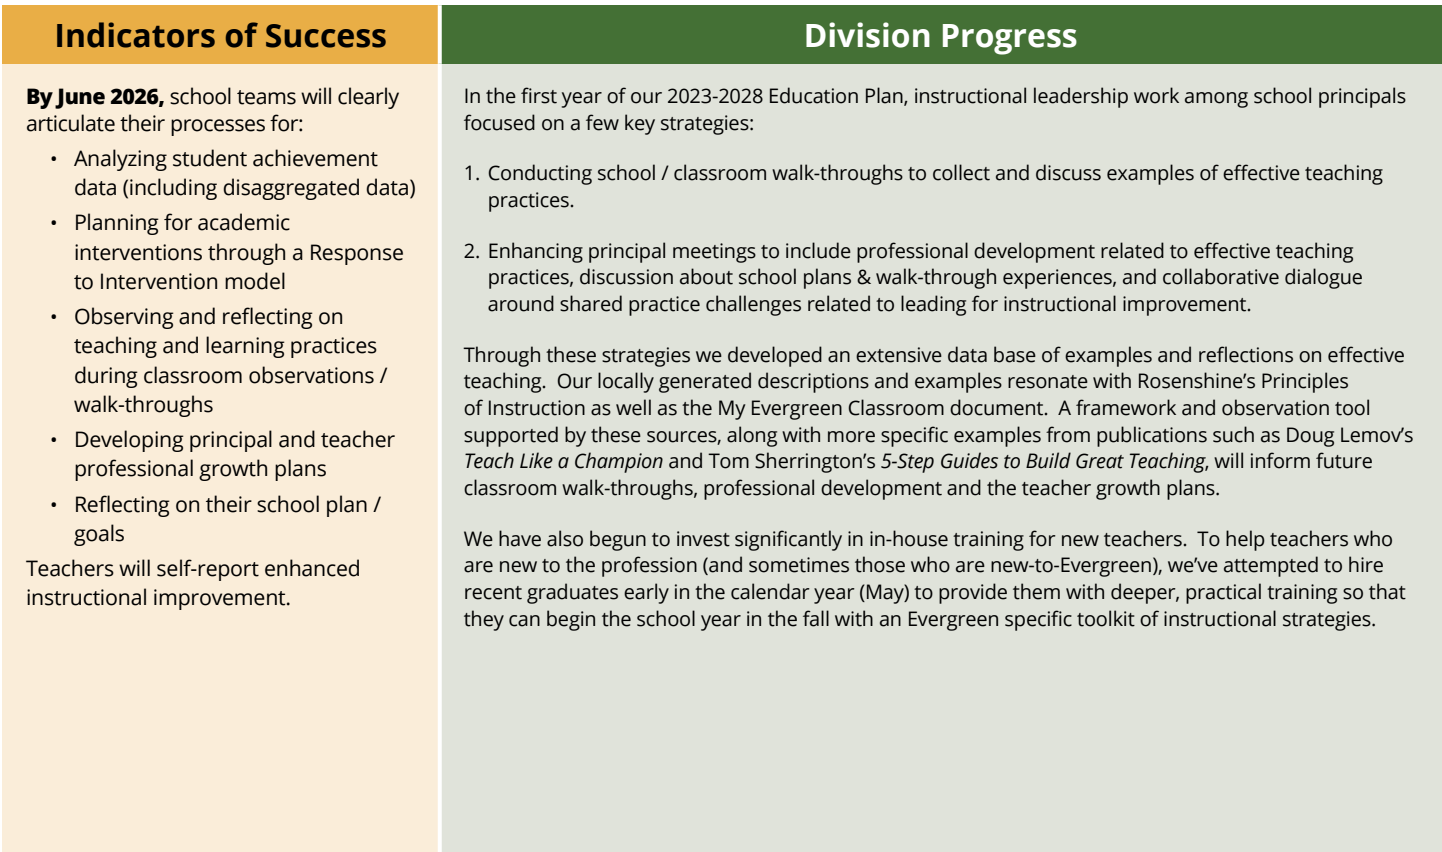 Indicators of Success
By June 2026, school teams will clearly
articulate their processes for:
• Analyzing student achievement
data (including disaggregated data)
• Planning for academic
interventions through a Response
to Intervention model
• Observing and reflecting on
teaching and learning practices
during classroom observations /
walk-throughs
• Developing principal and teacher
professional growth plans
• Reflecting on their school plan /
goals
Teachers will self-report enhanced
instructional improvement.
Division Progress
In the first year of our 2023-2028 Education Plan, instructional leadership work among school principals
focused on a few key strategies:
1. Conducting school / classroom walk-throughs to collect and discuss examples of effective teaching
practices.
2. Enhancing principal meetings to include professional development related to effective teaching
practices, discussion about school plans & walk-through experiences, and collaborative dialogue
around shared practice challenges related to leading for instructional improvement.
Through these strategies we developed an extensive data base of examples and reflections on effective
teaching.  Our locally generated descriptions and examples resonate with Rosenshine’s Principles
of Instruction as well as the My Evergreen Classroom document.  A framework and observation tool
supported by these sources, along with more specific examples from publications such as Doug Lemov’s
Teach Like a Champion and Tom Sherrington’s 5-Step Guides to Build Great Teaching, will inform future
classroom walk-throughs, professional development and the teacher growth plans.
We have also begun to invest significantly in in-house training for new teachers.  To help teachers who
are new to the profession (and sometimes those who are new-to-Evergreen), we’ve attempted to hire
recent graduates early in the calendar year (May) to provide them with deeper, practical training so that
they can begin the school year in the fall with an Evergreen specific toolkit of instructional strategies.